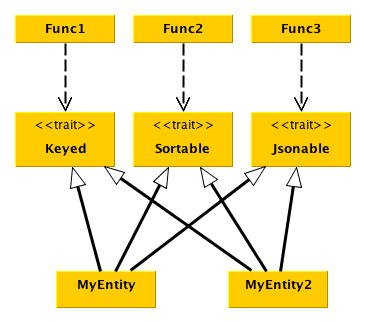 Func1
Func2
Func3
<<trait>>
Keyed
<<trait>>
Sortable
<<trait>>
Jsonable
MyEntity
MyEntity2